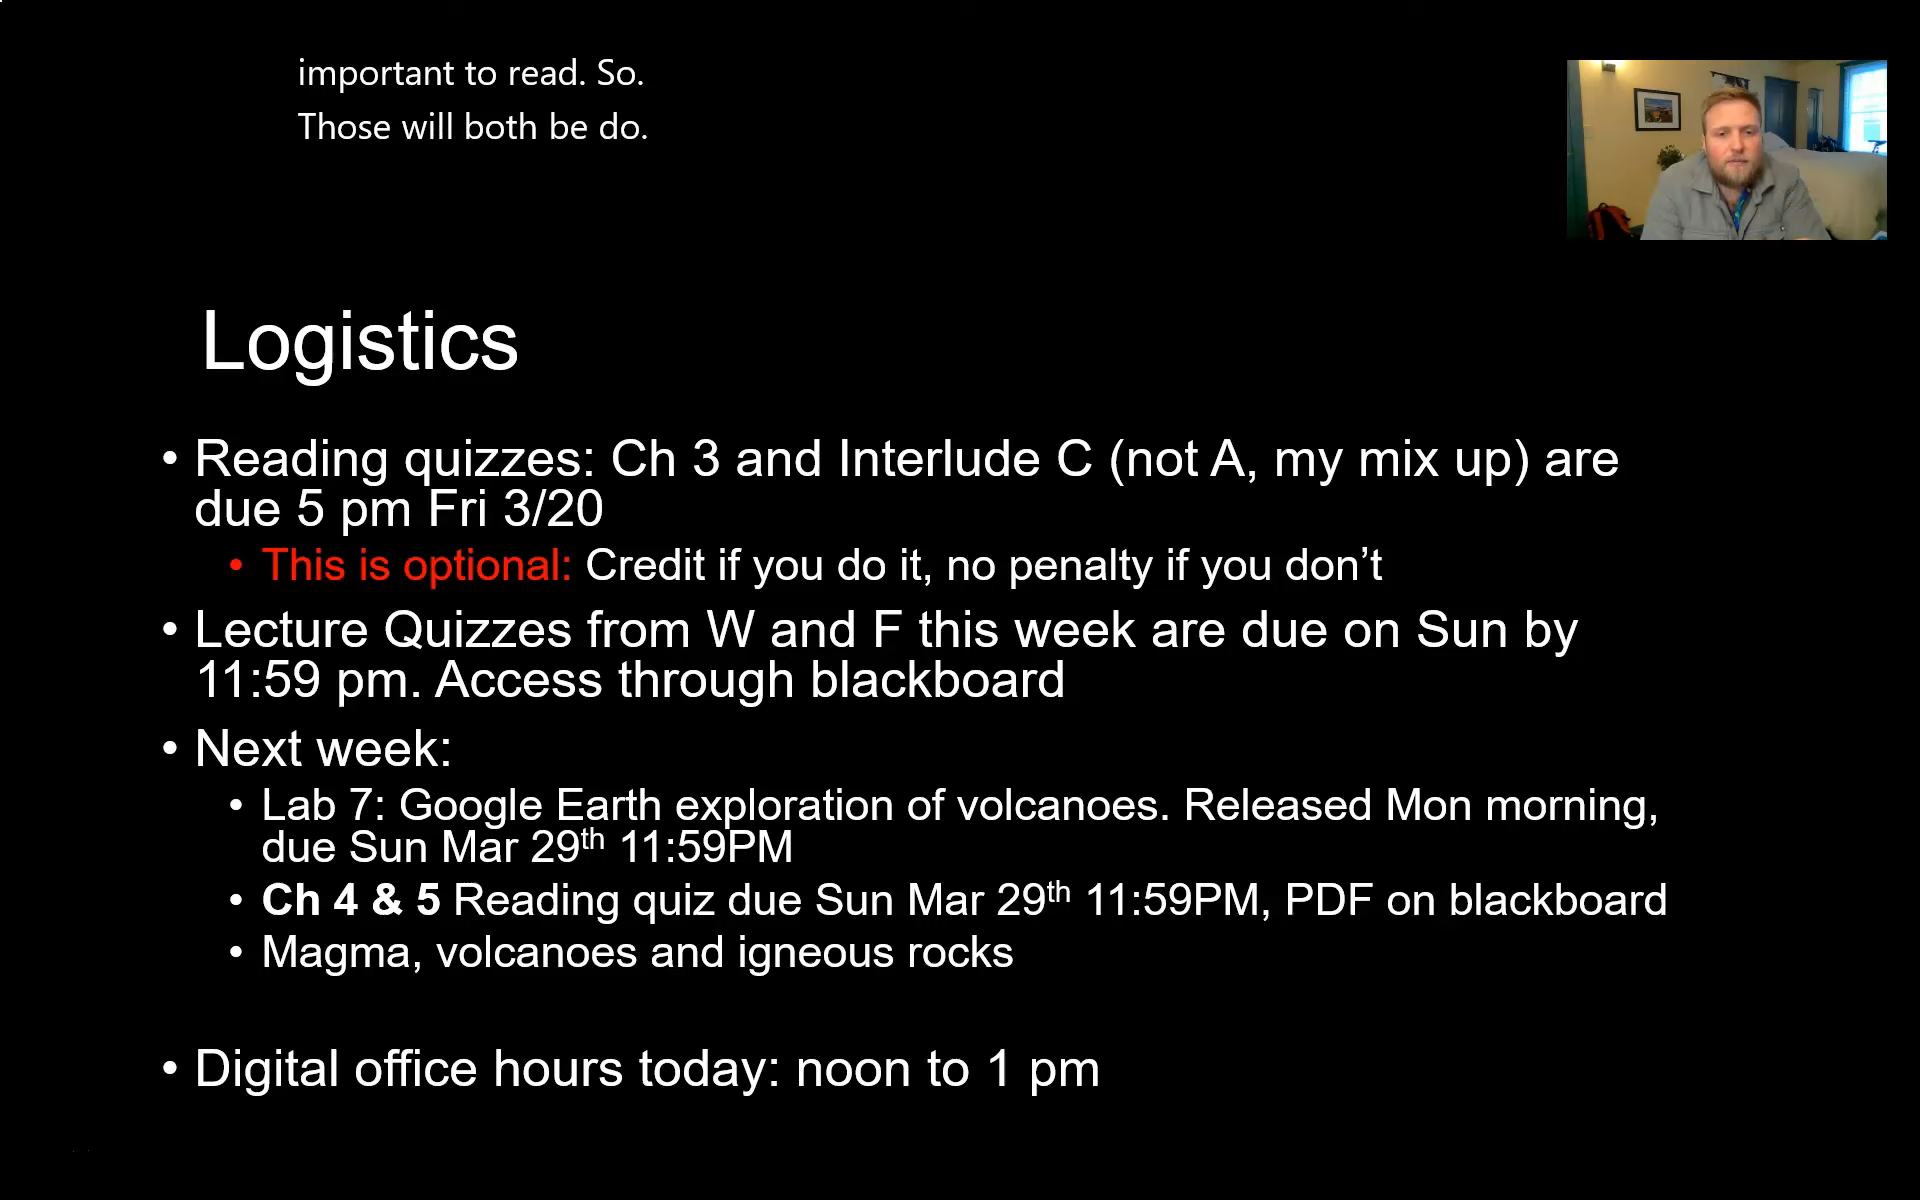 important to read. So.
Those will both be do.
Logistics
• Reading quizzes: Ch 3 and Interlude C (not A, my mix up) are
due 5 pm Fri 3/20
• This is optional: Credit if you do it, no penalty if you don’t
• Lecture Quizzes from W and F this week are due on Sun by
11:59 pm. Access through blackboard
• Next week:
• Lab 7: Google Earth exploration of volcanoes. Released Mon morning,
due Sun Mar 29th 11:59PM
• Ch 4 & 5 Reading quiz due Sun Mar 29th 11:59PM, PDF on blackboard
• Magma, volcanoes and igneous rocks
• Digital office hours today: noon to 1 pm